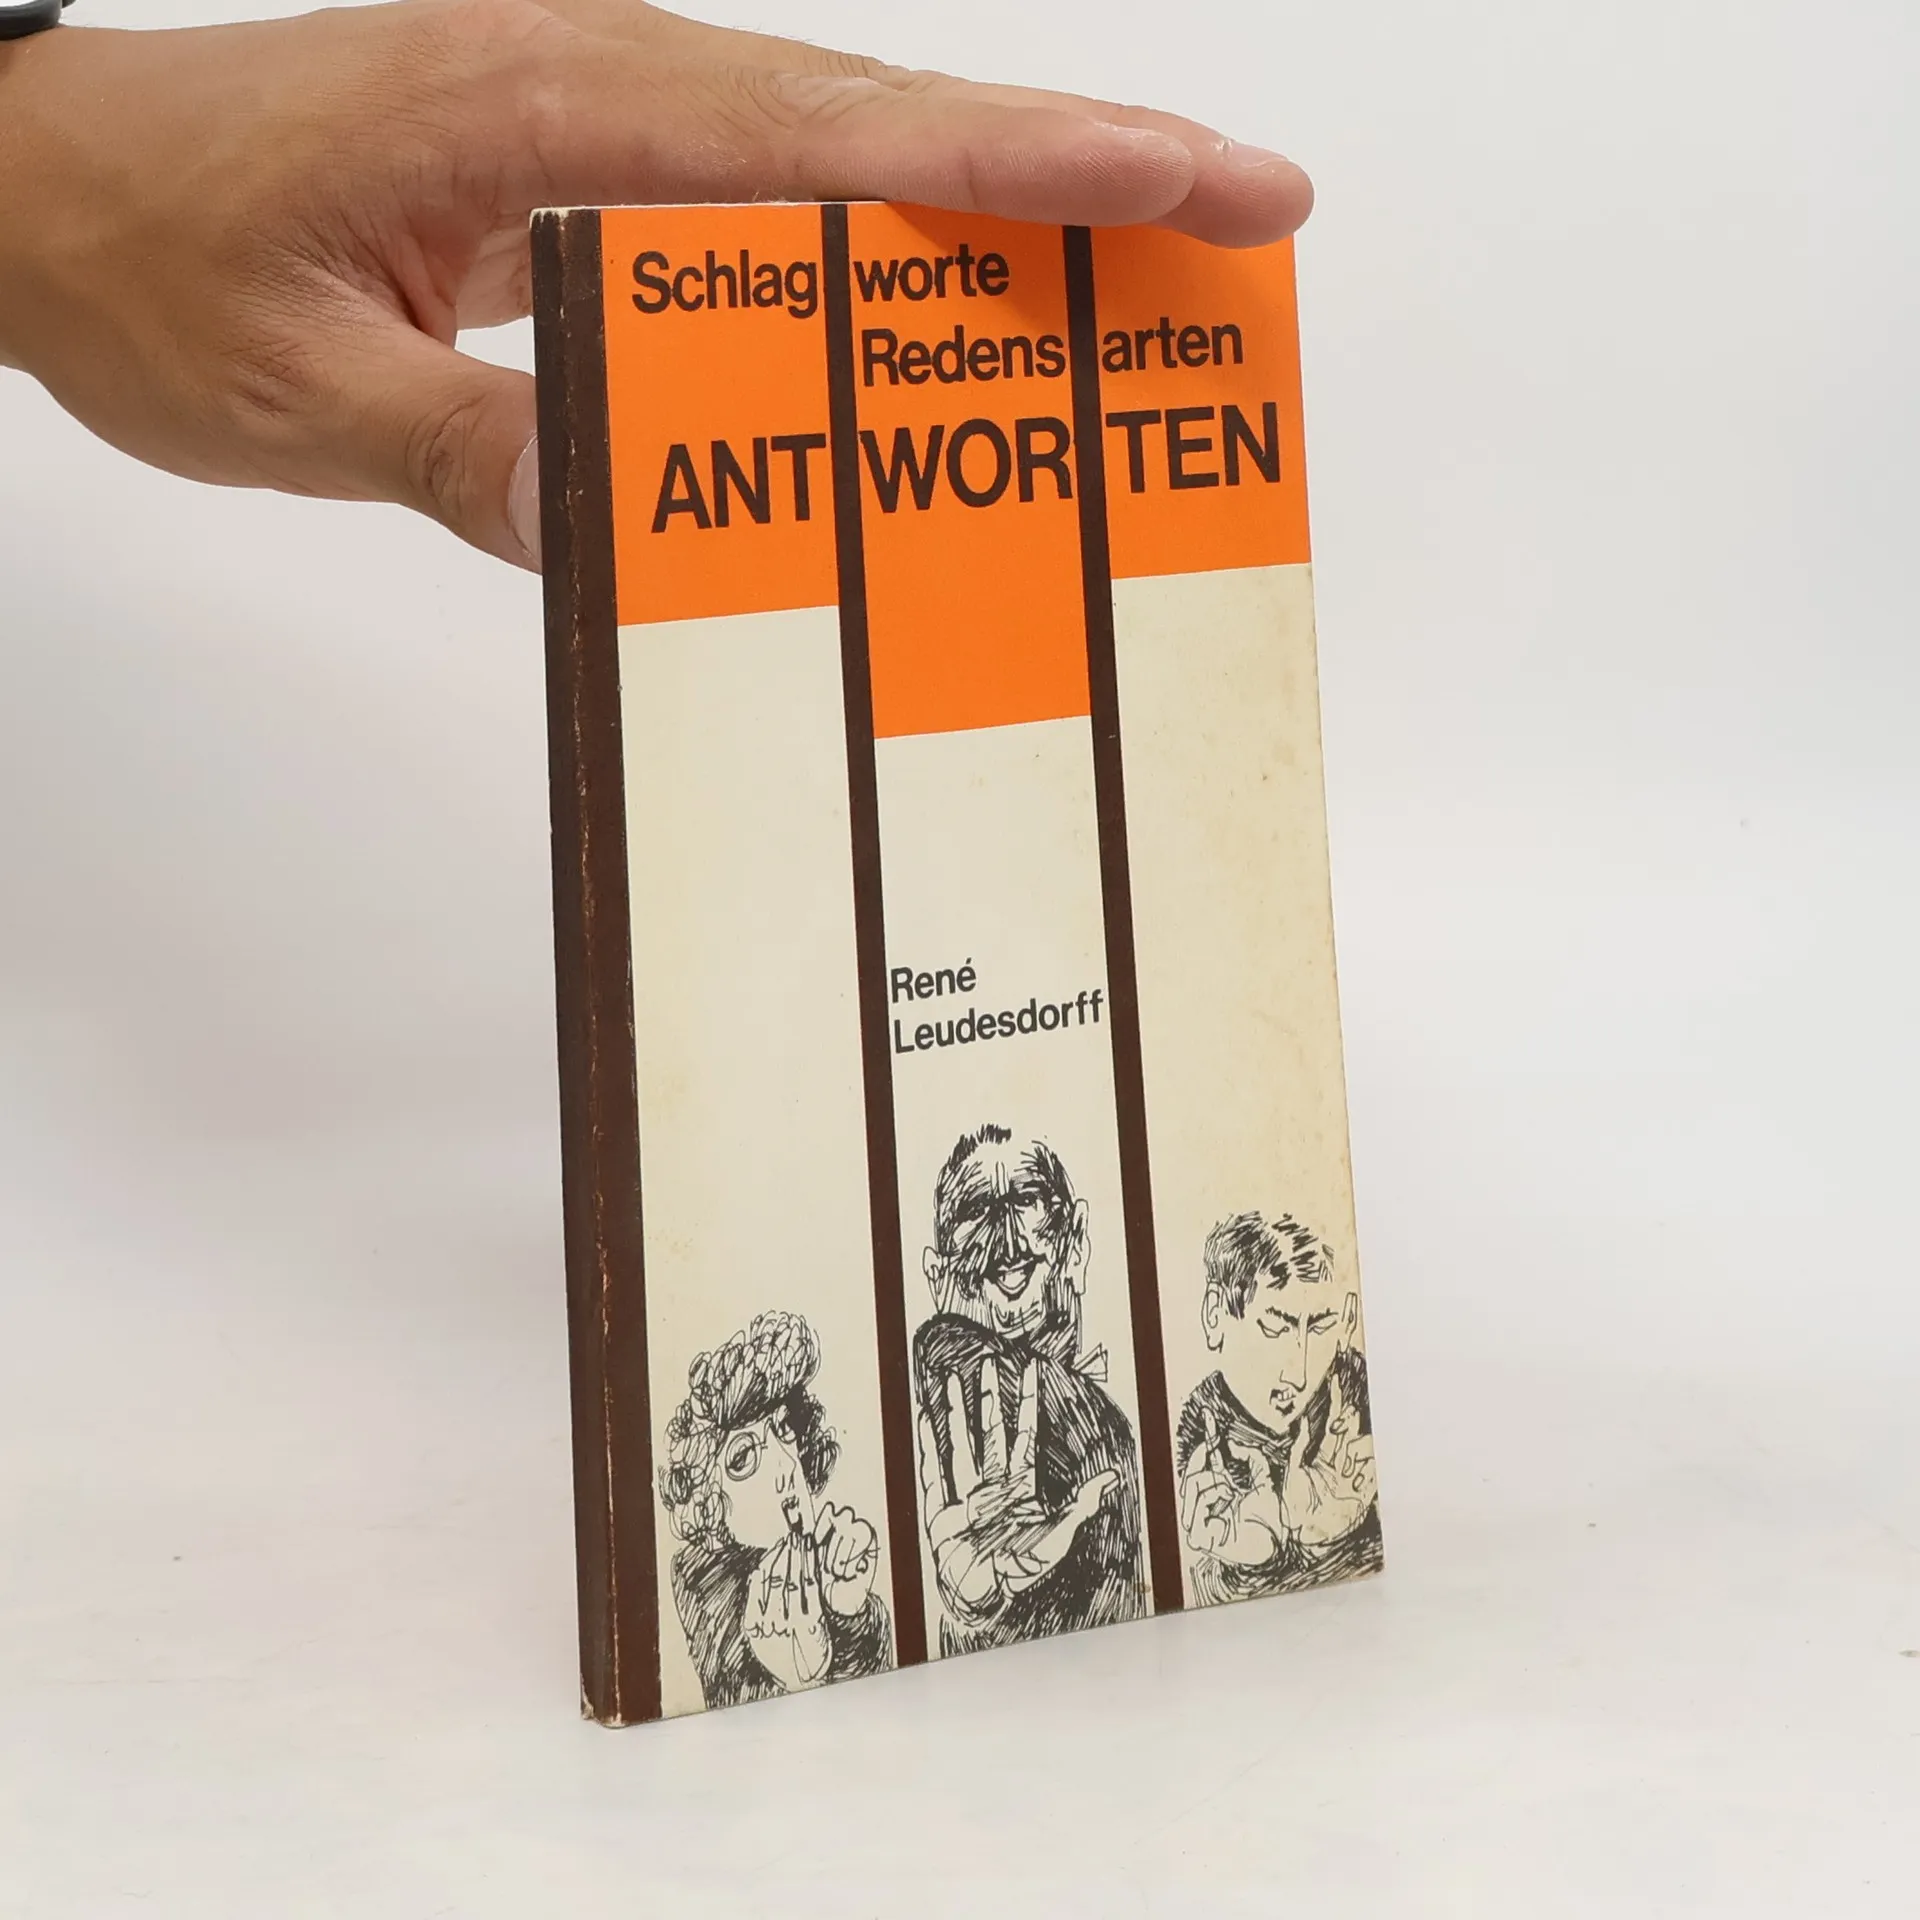 Schlagworte
Redensarten
ANTWORTEN
René
Leudesdorff